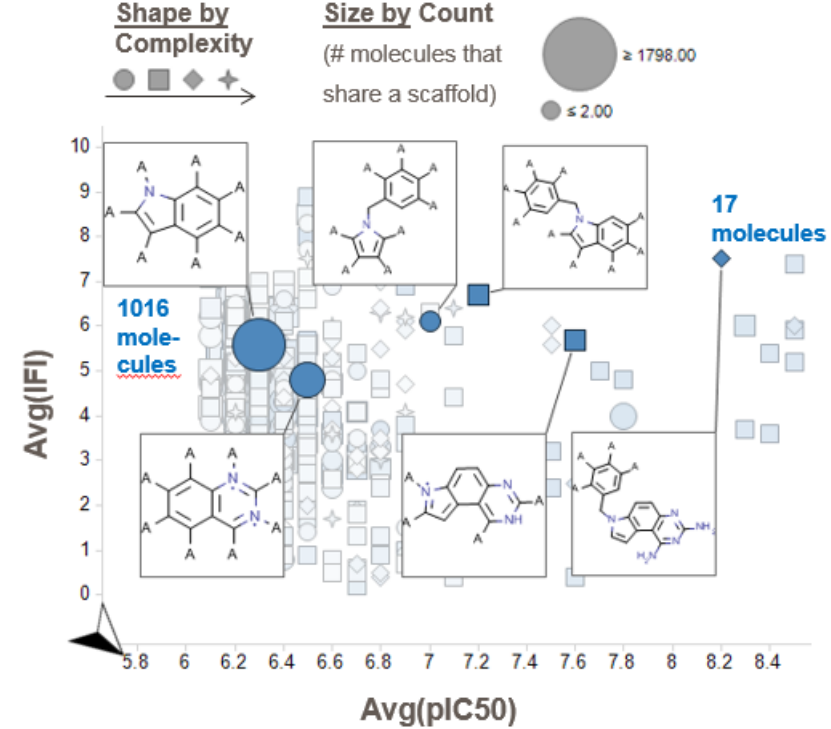 Shape by
Complexity
Size by Count
(# molecules that
share a scaffold)
≥ 1798.00
≤ 2.00
10
9
8
7
6
5
4
3
2
1
0
Avg(IFI)
1016
mole-
cules
17
molecules
A
A
N
A
A
A
A
A
A
A
A
A
A
N
A
A
A
A
A
A
A
A
A
N
A
A
A
A
A
A
A
A
A
N
A
A
N
A
A
A
A
A
N
N
A
A
NH
A
A
A
A
A
N
N
NH₂
N
H₂N
5.8
6
6.2
6.4
6.6
6.8
7
7.2
7.4
7.6
7.8
8
8.2
8.4
Avg(pIC50)